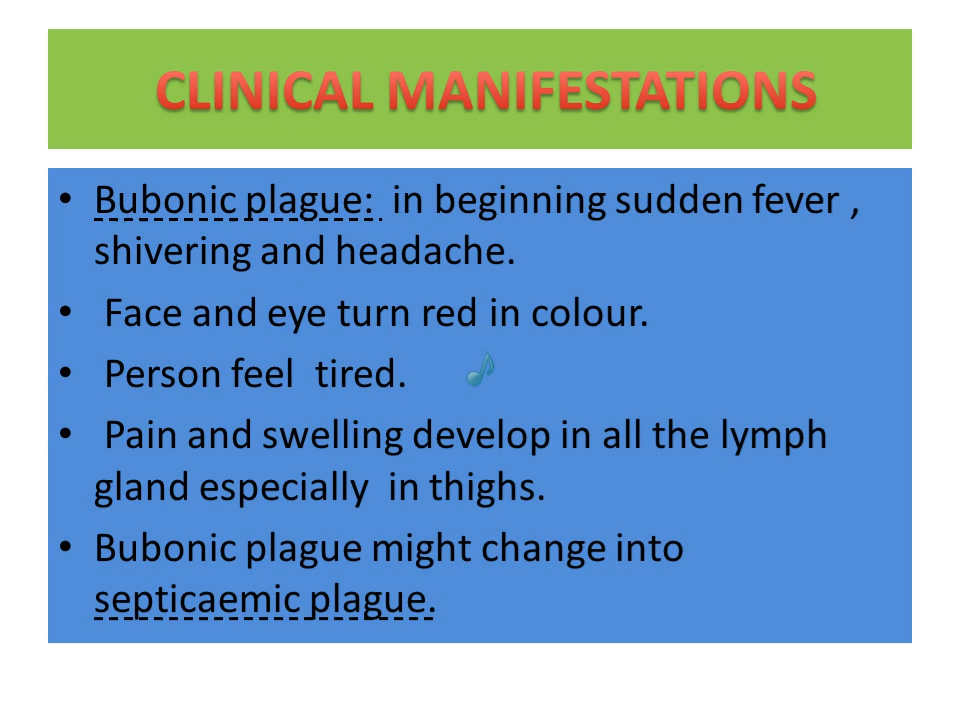 CLINICAL MANIFESTATIONS
• Bubonic plague:  in beginning sudden fever ,
shivering and headache.
•  Face and eye turn red in colour.
•  Person feel  tired.
•  Pain and swelling develop in all the lymph
gland especially  in thighs.
• Bubonic plague might change into
septicaemic plague.